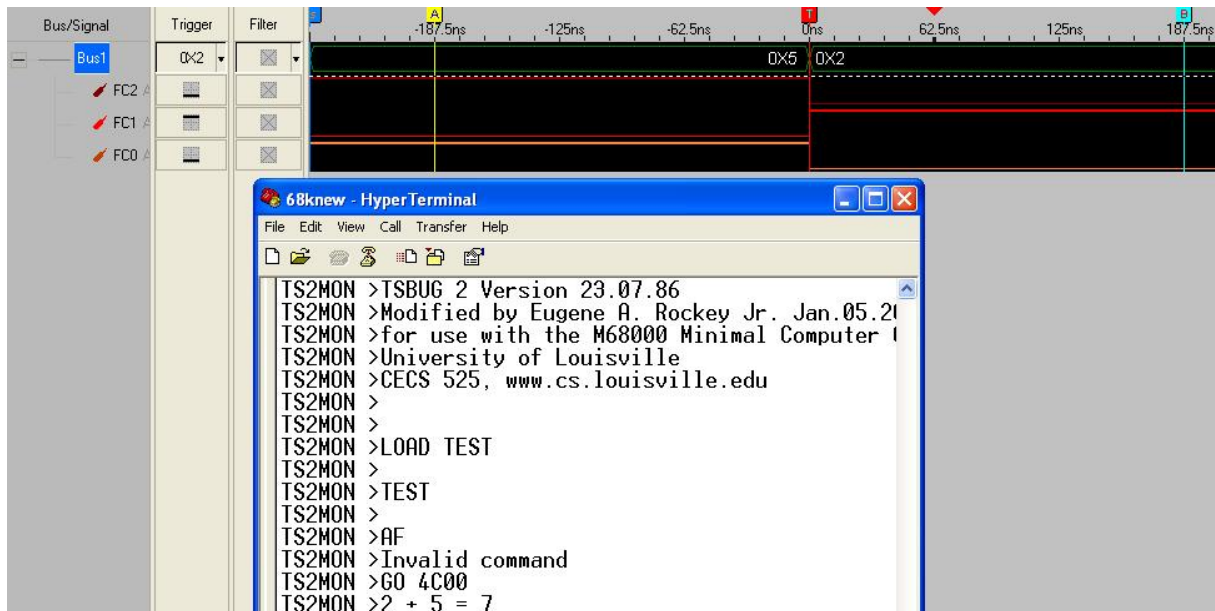 Bus/Signal Trigger Filter
A T B
-187.5ns -125ns -62.5ns 0ns 62.5ns 125ns 187.5ns
Bus1 0X2 0X5 0X2
FC2 A
FC1 A
FC0 A
68knew - HyperTerminal
File Edit View Call Transfer Help
TS2MON >TSBUG 2 Version 23.07.86
TS2MON >Modified by Eugene A. Rockey Jr. Jan.05.20
TS2MON >for use with the M68000 Minimal Computer
TS2MON >University of Louisville
TS2MON >CECS 525, www.cs.louisville.edu
TS2MON >
TS2MON >
TS2MON >LOAD TEST
TS2MON >
TS2MON >TEST
TS2MON >
TS2MON >AF
TS2MON >Invalid command
TS2MON >GO 4C00
TS2MON >2 + 5 = 7